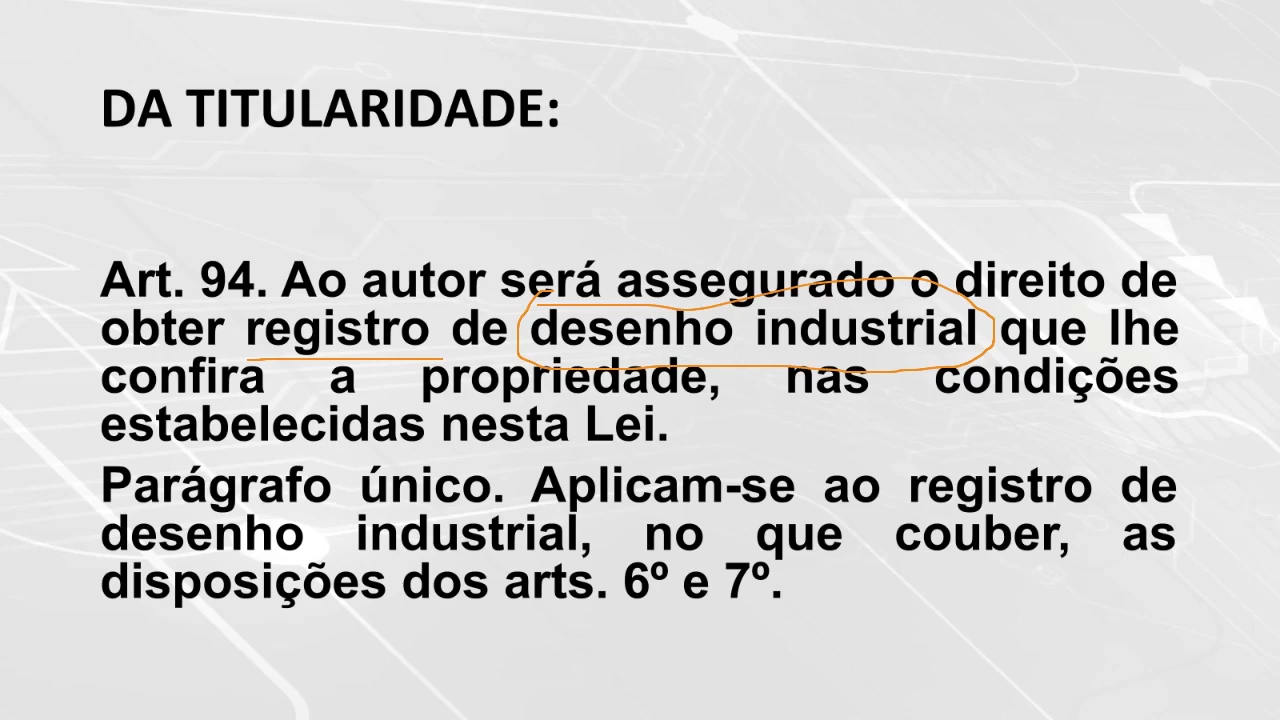 DA TITULARIDADE:
Art. 94. Ao autor será assegurado o direito de
obter registro de desenho industrial que lhe
confira a propriedade, nas condições
estabelecidas nesta Lei.
Parágrafo único. Aplicam-se ao registro de
desenho industrial, no que couber, as
disposições dos arts. 6º e 7º.